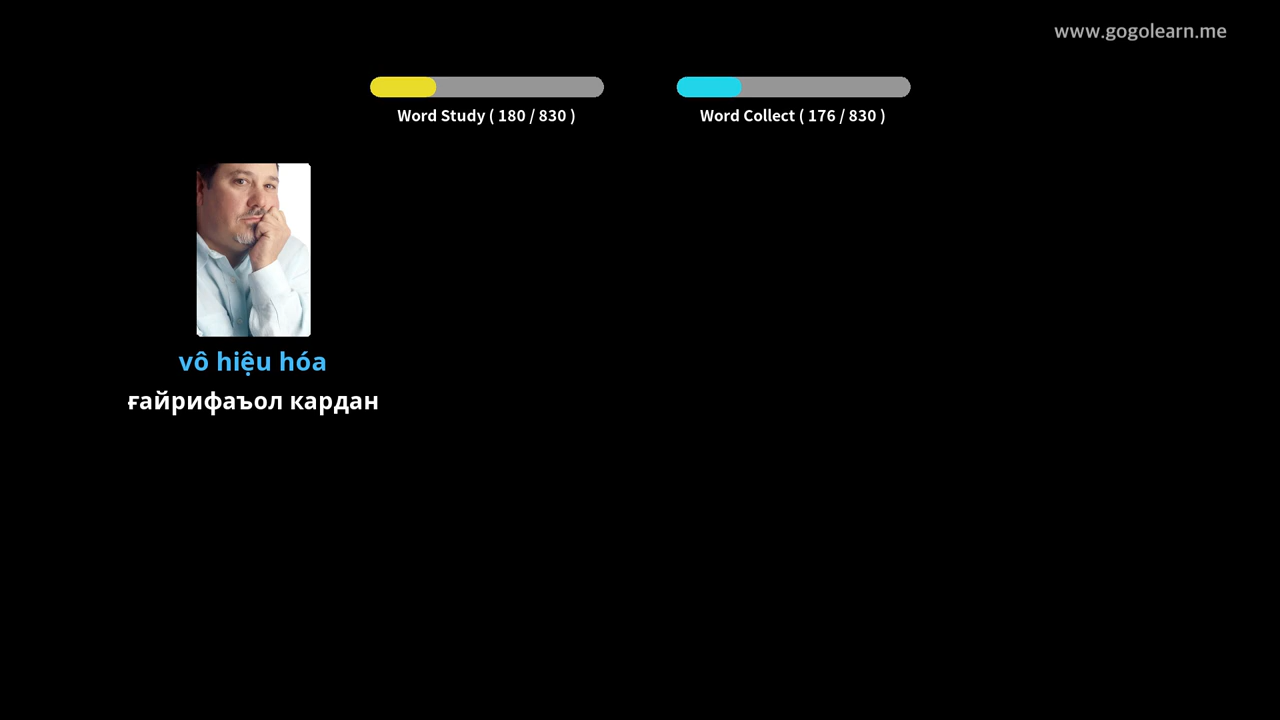 www.gogolearn.me
Word Study ( 180 / 830 )
Word Collect ( 176 / 830 )
vô hiệu hóa
ғайрифаъол кардан